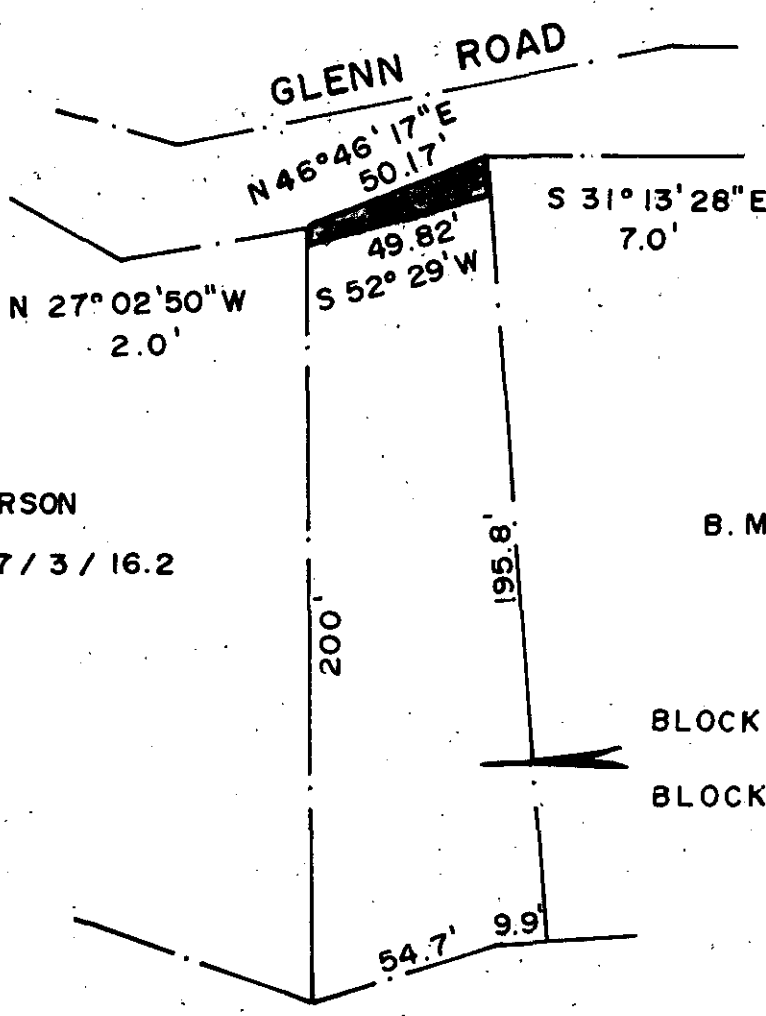 GLENN ROAD
N 46° 46' 17" E
50.17'
S 31° 13' 28" E
7.0'
49.82'
S 52° 29' W
N 27° 02' 50" W
2.0'
RSON
7 / 3 / 16.2
B. M
195.8'
200'
BLOCK
BLOCK
54.7'
9.9'